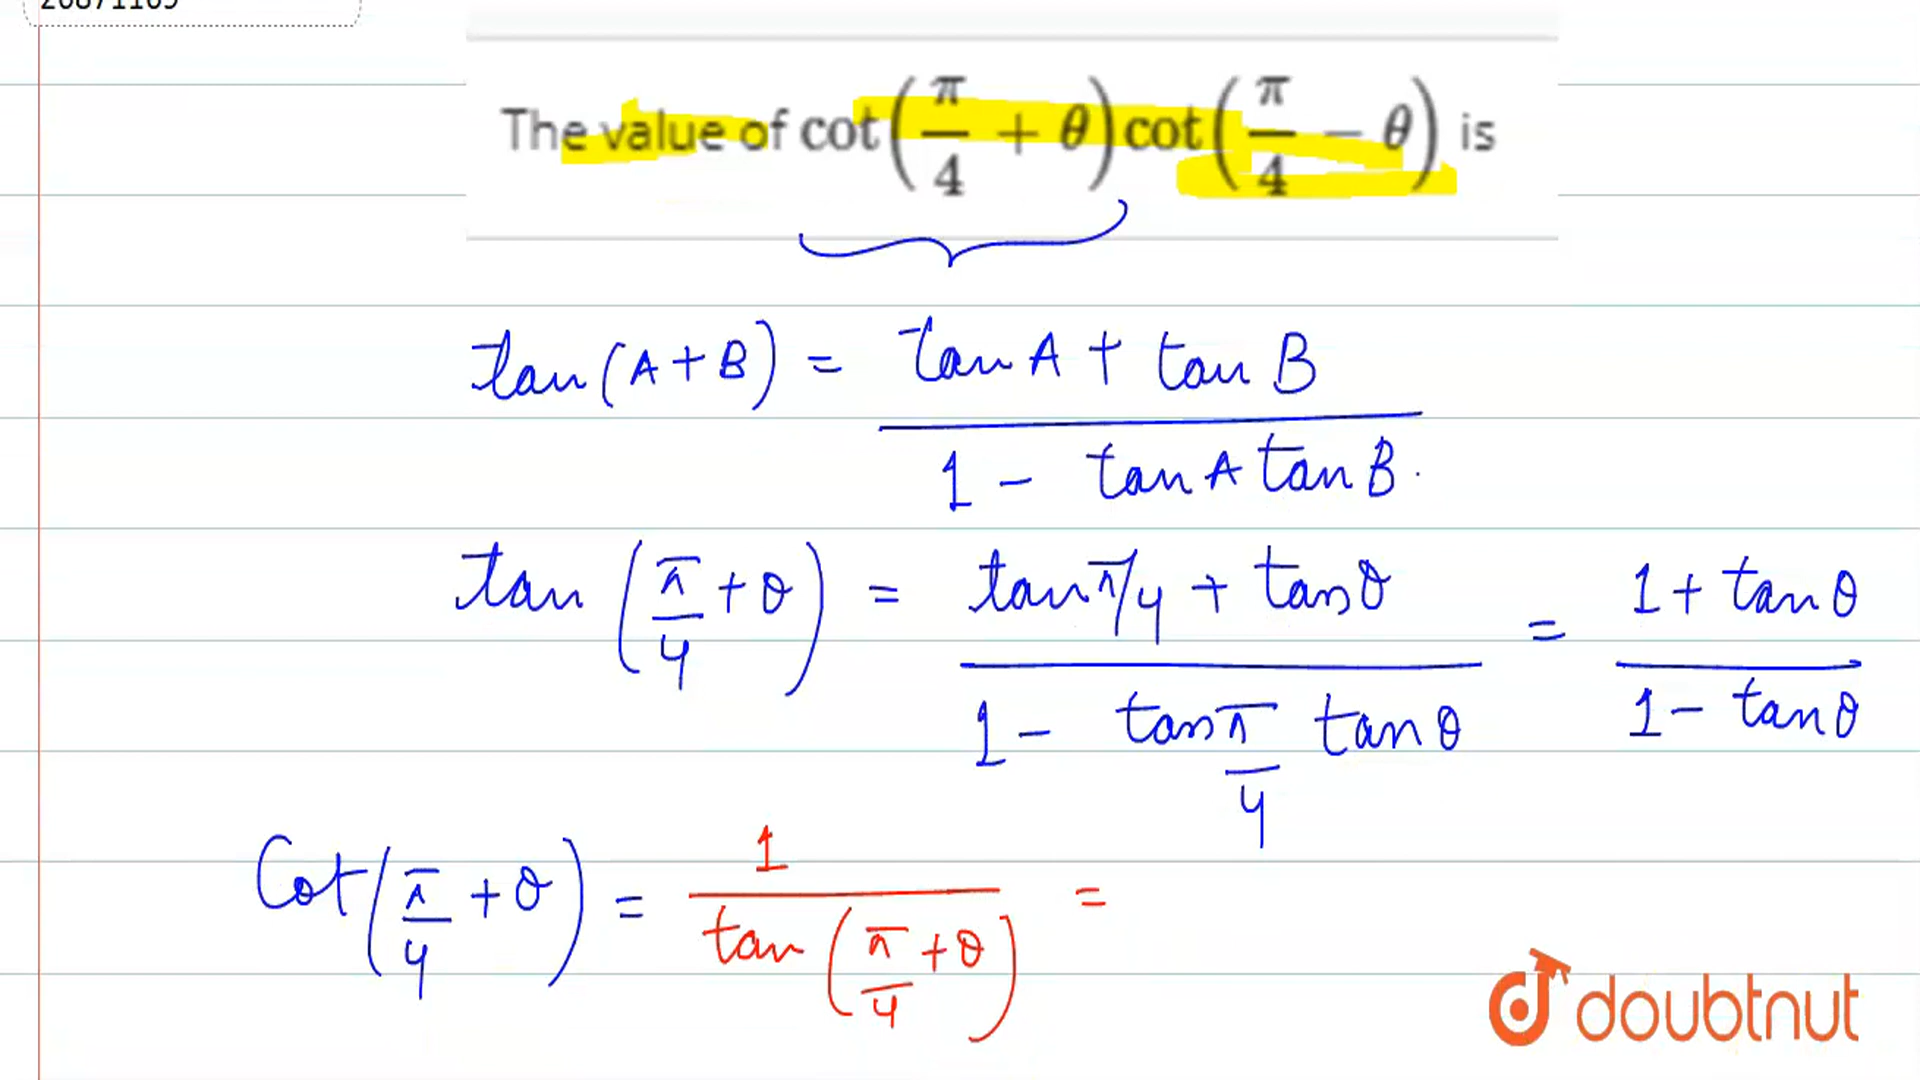 The value of cot(π/4 + θ) cot(π/4 − θ) is
tan(A+B) = (tan A + tan B)/(1 − tan A tan B).
tan(π/4 + θ) = (tan π/4 + tan θ)/(1 − tan π/4 tan θ) = (1 + tan θ)/(1 − tan θ)
Cot(π/4 + θ) = 1/tan(π/4 + θ) =
doubtnut